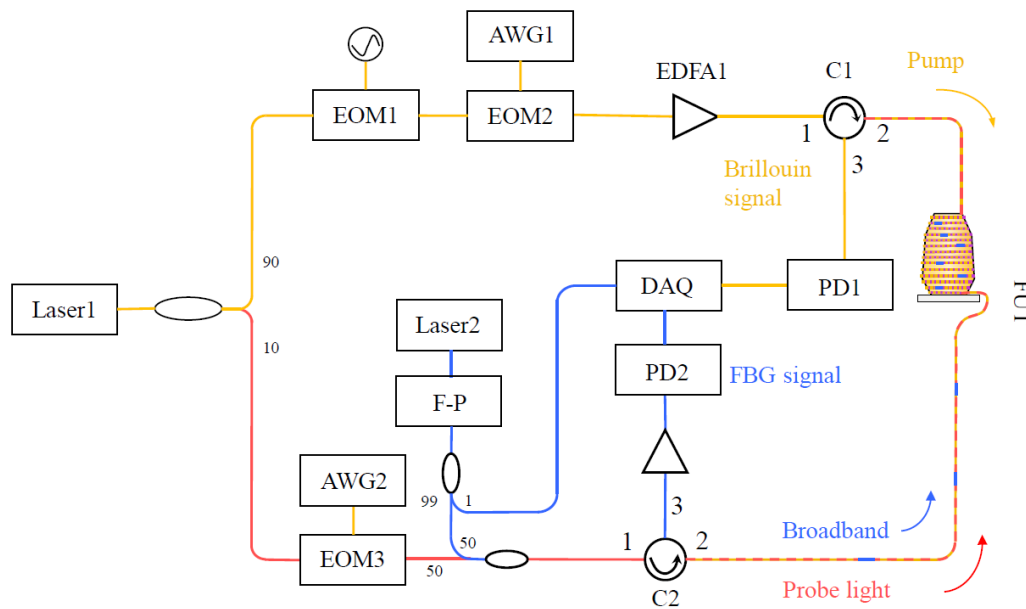 AWG1
EDFA1
C1
Pump
EOM1
EOM2
1
2
3
Brillouin
signal
90
Laser1
DAQ
PD1
FUT
Laser2
10
PD2
FBG signal
F-P
AWG2
99
1
3
Broadband
50
EOM3
50
1
2
C2
Probe light